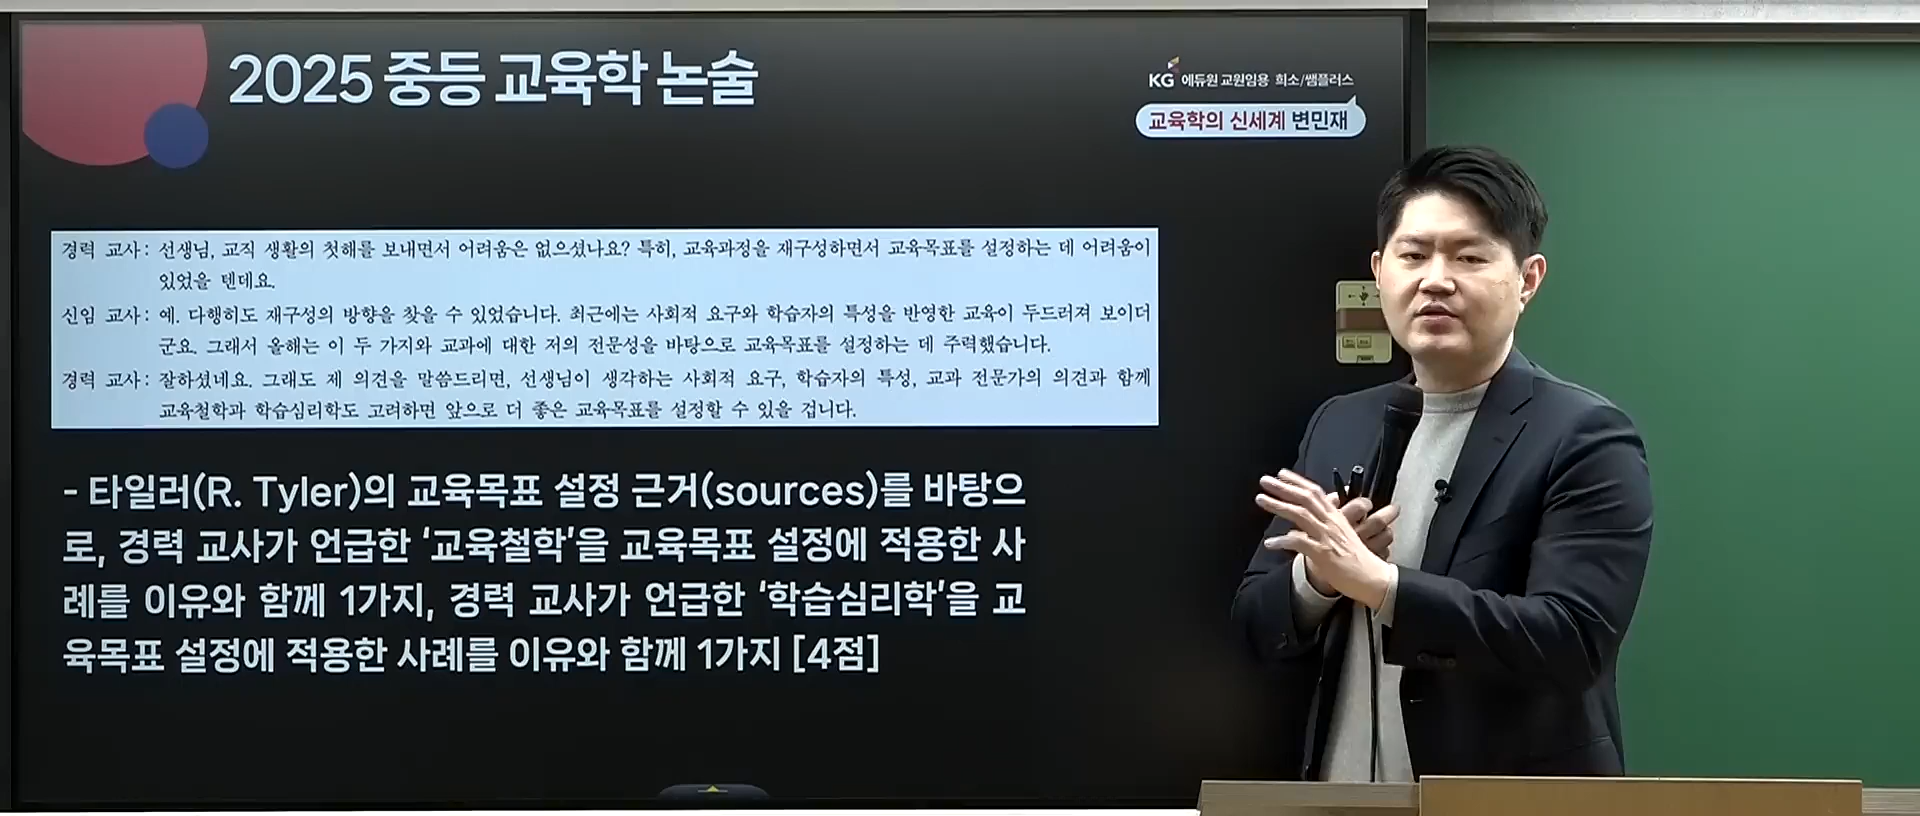 2025 중등 교육학 논술
KG 에듀원 교원임용 희소/쌤플러스
교육학의 신세계 변민재
경력 교사: 선생님, 교직 생활의 첫해를 보내면서 어려움은 없으셨나요? 특히, 교육과정을 재구성하면서 교육목표를 설정하는 데 어려움이
있었을 텐데요.
신임 교사: 예. 다행히도 재구성의 방향을 찾을 수 있었습니다. 최근에는 사회적 요구와 학습자의 특성을 반영한 교육이 두드러져 보이더
군요. 그래서 올해는 이 두 가지와 교과에 대한 저의 전문성을 바탕으로 교육목표를 설정하는 데 주력했습니다.
경력 교사: 잘하셨네요. 그래도 제 의견을 말씀드리면, 선생님이 생각하는 사회적 요구, 학습자의 특성, 교과 전문가의 의견과 함께
교육철학과 학습심리학도 고려하면 앞으로 더 좋은 교육목표를 설정할 수 있을 겁니다.
- 타일러(R. Tyler)의 교육목표 설정 근거(sources)를 바탕으
로, 경력 교사가 언급한 ‘교육철학’을 교육목표 설정에 적용한 사
례를 이유와 함께 1가지, 경력 교사가 언급한 ‘학습심리학’을 교
육목표 설정에 적용한 사례를 이유와 함께 1가지 [4점]